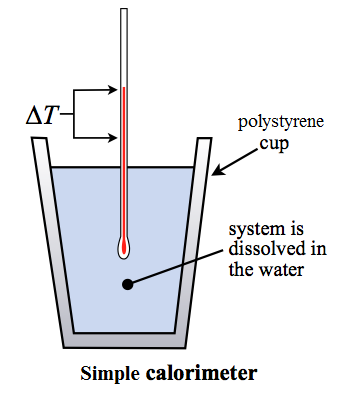 ΔT
polystyrene
cup
system is
dissolved in
the water
Simple calorimeter